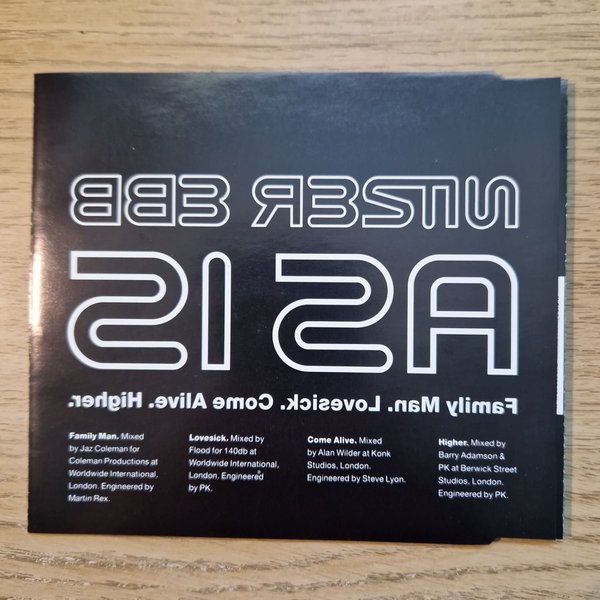 NITZER EBB
AS IS
Family Man. Lovesick. Come Alive. Higher.
Family Man. Mixed
by Jaz Coleman for
Coleman Productions at
Worldwide International,
London. Engineered by
Martin Rex.
Lovesick. Mixed by
Flood for 140db at
Worldwide International,
London. Engineered
by PK.
Come Alive. Mixed
by Alan Wilder at Konk
Studios, London.
Engineered by Steve Lyon.
Higher. Mixed by
Barry Adamson &
PK at Berwick Street
Studios, London.
Engineered by PK.